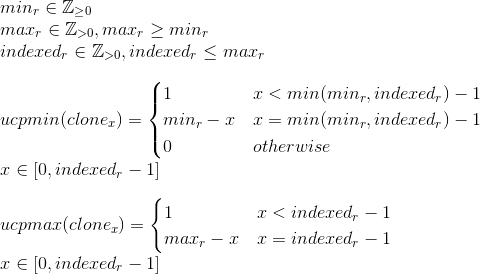 min_r ∈ ℤ_{≥0}
max_r ∈ ℤ_{>0}, max_r ≥ min_r
indexed_r ∈ ℤ_{>0}, indexed_r ≤ max_r
ucpmin(clone_x) = { 1 x < min(min_r, indexed_r) − 1
min_r − x x = min(min_r, indexed_r) − 1
0 otherwise
x ∈ [0, indexed_r − 1]
ucpmax(clone_x) = { 1 x < indexed_r − 1
max_r − x x = indexed_r − 1
x ∈ [0, indexed_r − 1]